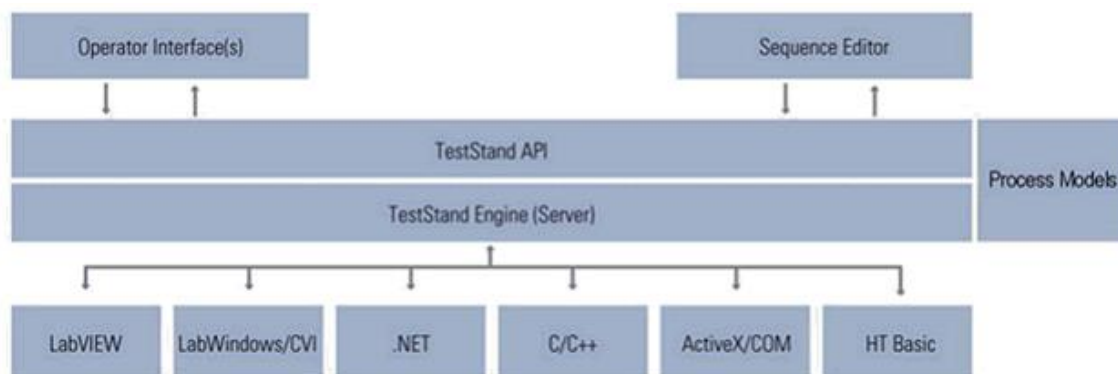 Operator Interface(s)
Sequence Editor
TestStand API
Process Models
TestStand Engine (Server)
LabVIEW
LabWindows/CVI
.NET
C/C++
ActiveX/COM
HT Basic